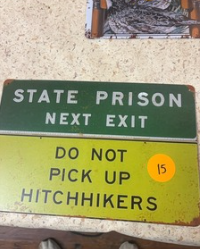 STATE PRISON
NEXT EXIT
DO NOT
PICK UP
HITCHHIKERS
15